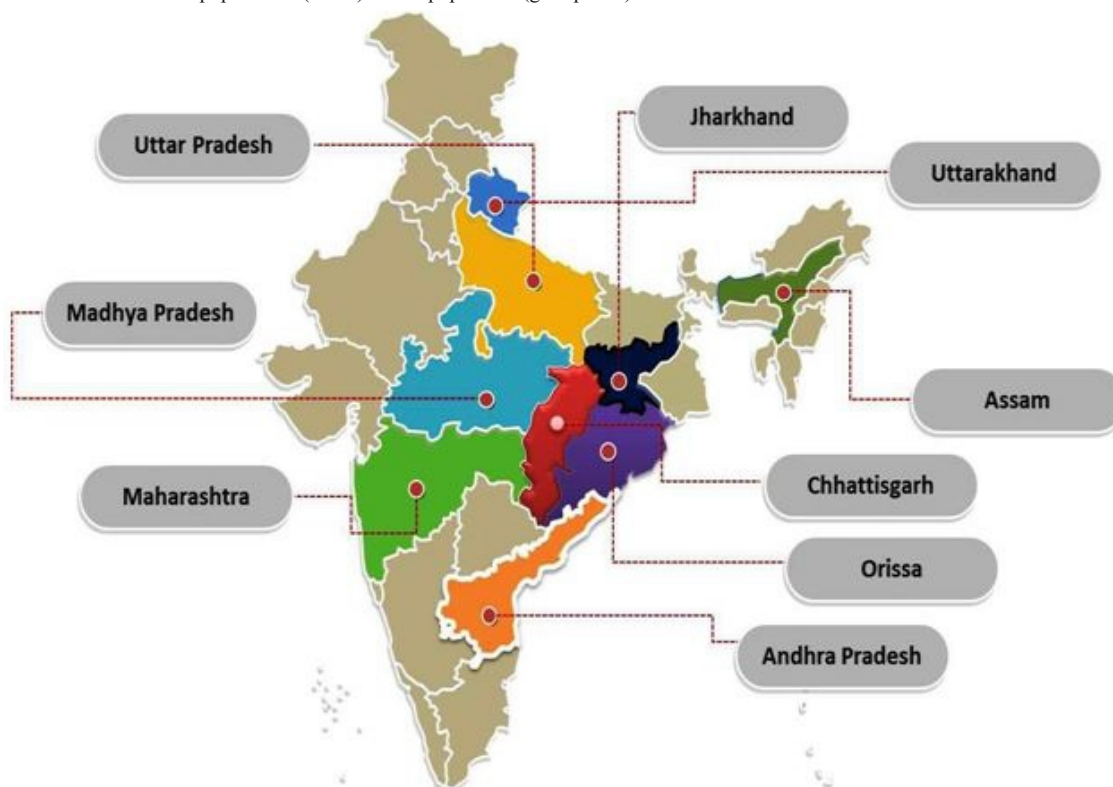 Jharkhand
Uttar Pradesh
Uttarakhand
Madhya Pradesh
Assam
Chhattisgarh
Maharashtra
Orissa
Andhra Pradesh